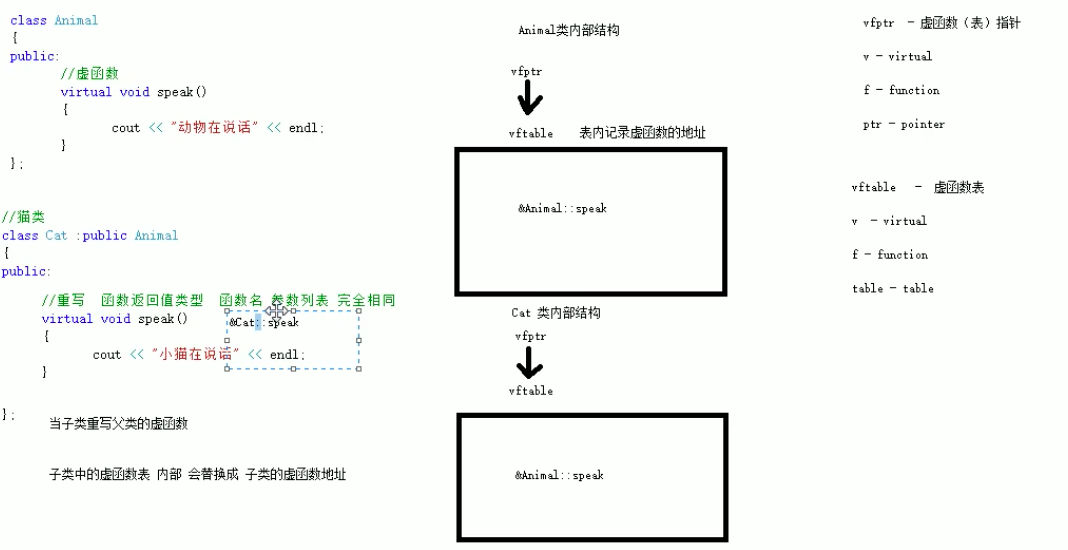 class Animal
{
public:
//虚函数
virtual void speak()
{
cout << "动物在说话" << endl;
}
};
//猫类
class Cat :public Animal
{
public:
//重写 函数返回值类型 函数名 参数列表 完全相同
virtual void speak()
&Cat::speak
{
cout << "小猫在说话" << endl;
}
};
当子类重写父类的虚函数
子类中的虚函数表 内部 会替换成 子类的虚函数地址
Animal类内部结构
vfptr
vftable 表内记录虚函数的地址
&Animal::speak
Cat 类内部结构
vfptr
vftable
&Animal::speak
vfptr - 虚函数（表）指针
v - virtual
f - function
ptr - pointer
vftable - 虚函数表
v - virtual
f - function
table - table